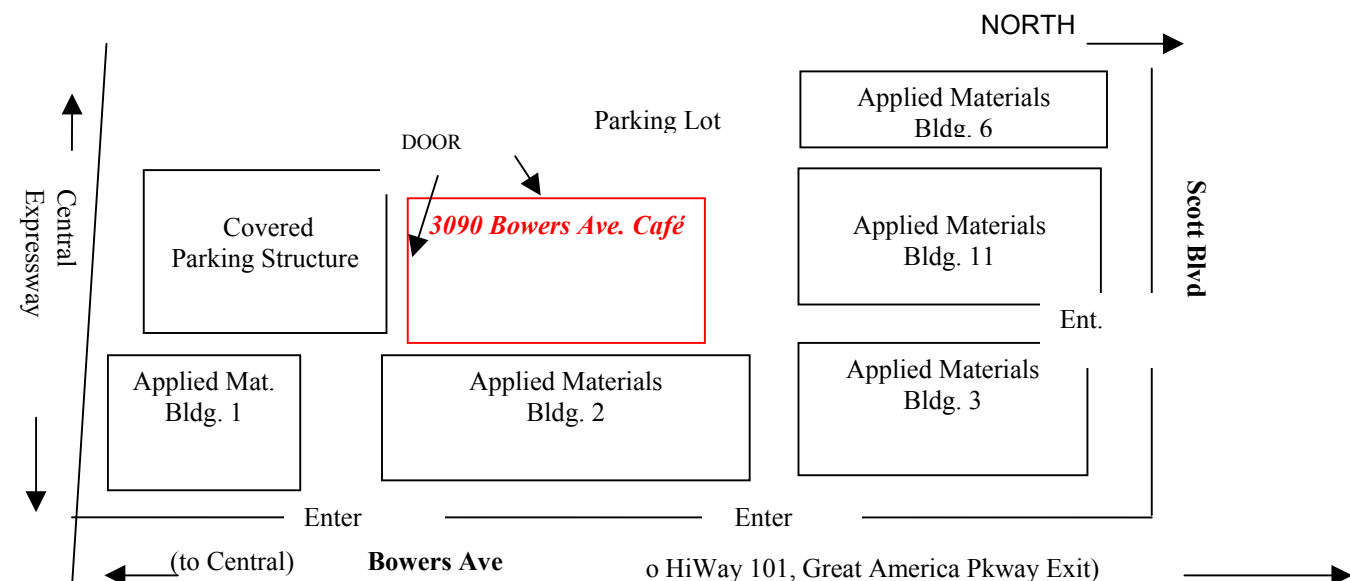 NORTH
Applied Materials
Bldg. 6
Parking Lot
DOOR
Central
Expressway
Covered
Parking Structure
3090 Bowers Ave. Café
Applied Materials
Bldg. 11
Scott Blvd
Ent.
Applied Mat.
Bldg. 1
Applied Materials
Bldg. 2
Applied Materials
Bldg. 3
Enter
Enter
(to Central)
Bowers Ave
o HiWay 101, Great America Pkway Exit)